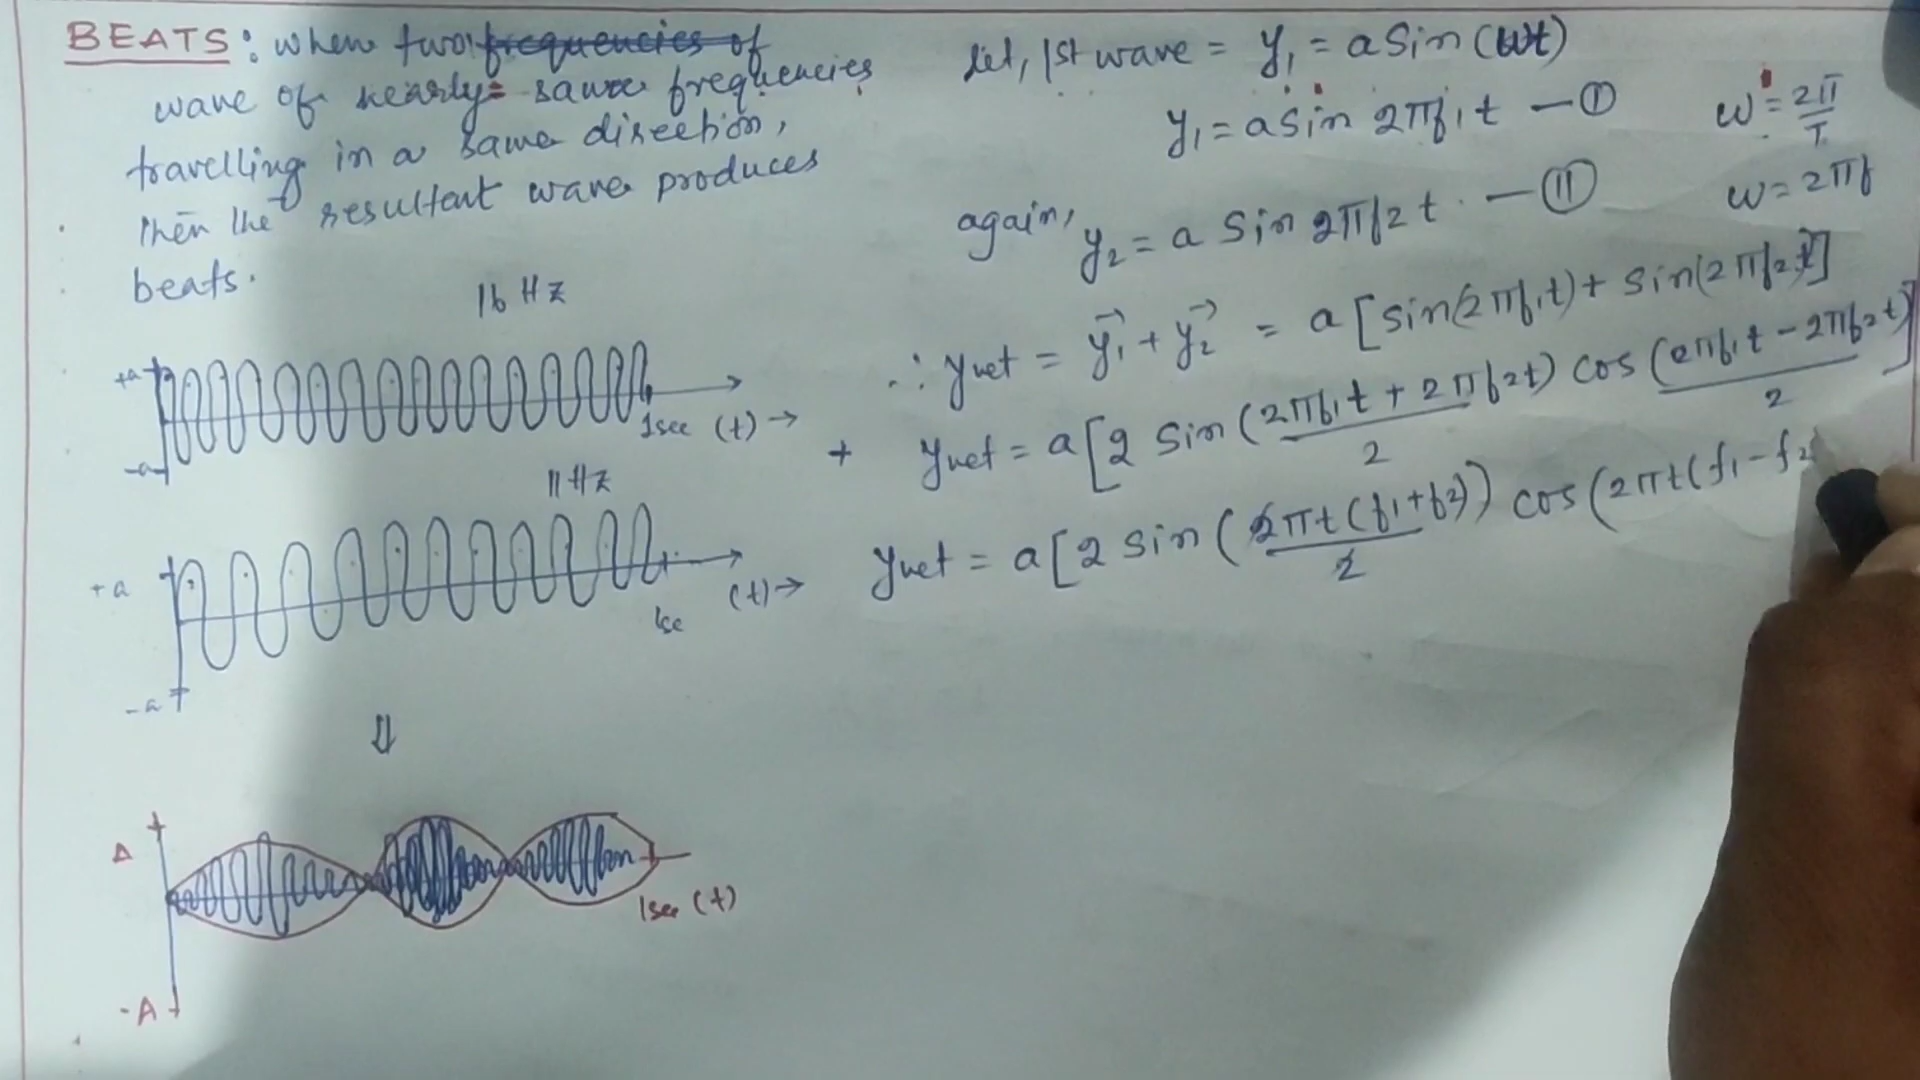 BEATS: when two frequencies of
wave of nearly same frequencies
travelling in a same direction,
then the resultant wave produces
beats.
16 Hz
+a
-a
1sec (t) →
+
11 Hz
+a
-a
1se
(t) →
⇓
A
-A
1sec (t)
let, 1st wave = y₁ = a sin(ωt)
y₁ = a sin 2πf₁t — (I)
ω = 2π/T
ω = 2πf
again, y₂ = a sin 2πf₂t — (II)
∴ ynet = y₁→ + y₂→ = a [sin(2πf₁t) + sin(2πf₂t)]
ynet = a[2 sin (2πf₁t + 2πf₂t)/2 cos (2πf₁t - 2πf₂t)/2]
ynet = a[2 sin (2πt(f₁+f₂))/2 cos (2πt(f₁-f₂